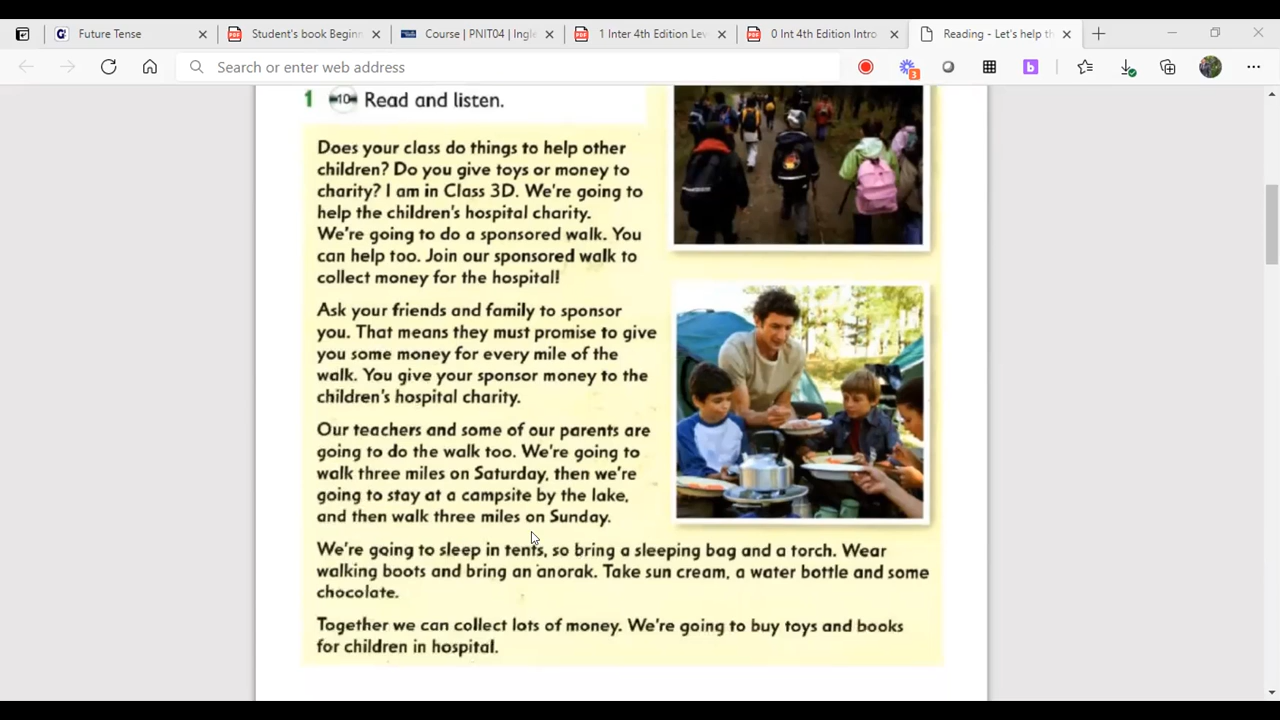 Future Tense
Student's book Beginn
Course | PNIT04 | Ingle
1 Inter 4th Edition Lev
0 Int 4th Edition Intro
Reading - Let's help th
Search or enter web address
3
b
1 10 Read and listen.
Does your class do things to help other
children? Do you give toys or money to
charity? I am in Class 3D. We're going to
help the children's hospital charity.
We're going to do a sponsored walk. You
can help too. Join our sponsored walk to
collect money for the hospital!
Ask your friends and family to sponsor
you. That means they must promise to give
you some money for every mile of the
walk. You give your sponsor money to the
children's hospital charity.
Our teachers and some of our parents are
going to do the walk too. We're going to
walk three miles on Saturday, then we're
going to stay at a campsite by the lake,
and then walk three miles on Sunday.
We're going to sleep in tents, so bring a sleeping bag and a torch. Wear
walking boots and bring an anorak. Take sun cream, a water bottle and some
chocolate.
Together we can collect lots of money. We're going to buy toys and books
for children in hospital.